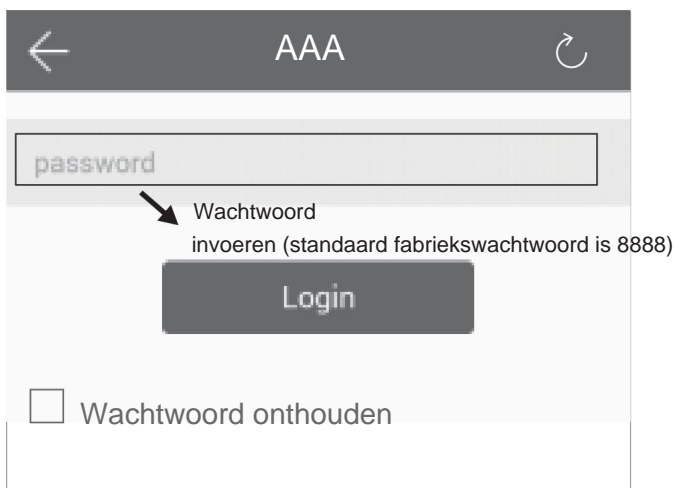 AAA
password
Wachtwoord
invoeren (standaard fabriekswachtwoord is 8888)
Login
Wachtwoord onthouden